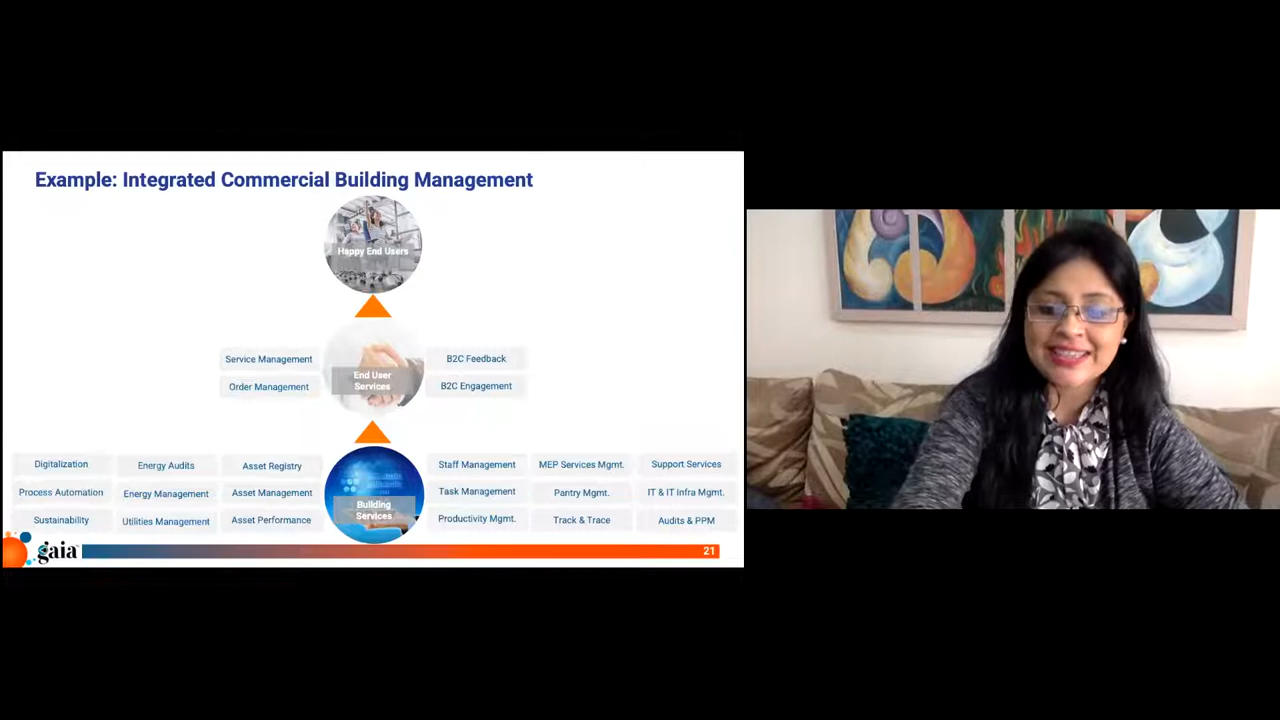 Example: Integrated Commercial Building Management
Happy End Users
Service Management
Order Management
End User
Services
B2C Feedback
B2C Engagement
Digitalization
Process Automation
Sustainability
Energy Audits
Energy Management
Utilities Management
Asset Registry
Asset Management
Asset Performance
Building
Services
Staff Management
Task Management
Productivity Mgmt.
MEP Services Mgmt.
Pantry Mgmt.
Track & Trace
Support Services
IT & IT Infra Mgmt.
Audits & PPM
gaia
21